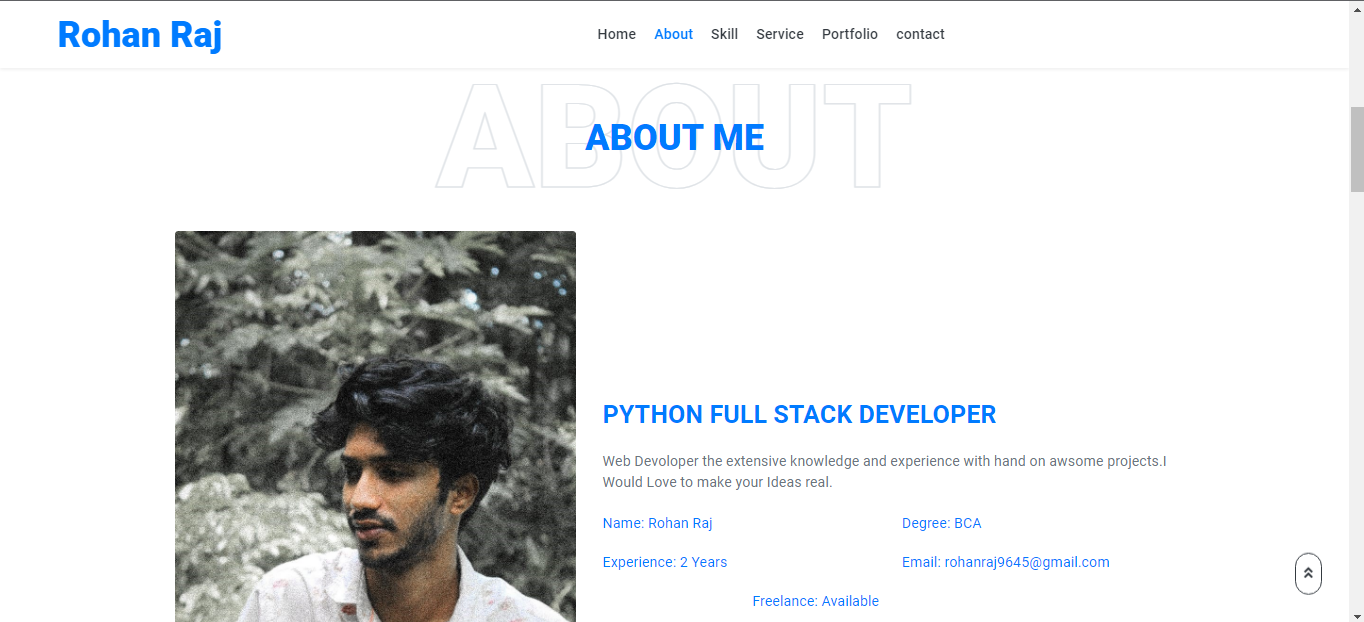 Rohan Raj
Home About Skill Service Portfolio contact
ABOUT
ABOUT ME
PYTHON FULL STACK DEVELOPER
Web Devoloper the extensive knowledge and experience with hand on awsome projects.I
Would Love to make your Ideas real.
Name: Rohan Raj Degree: BCA
Experience: 2 Years Email: rohanraj9645@gmail.com
Freelance: Available